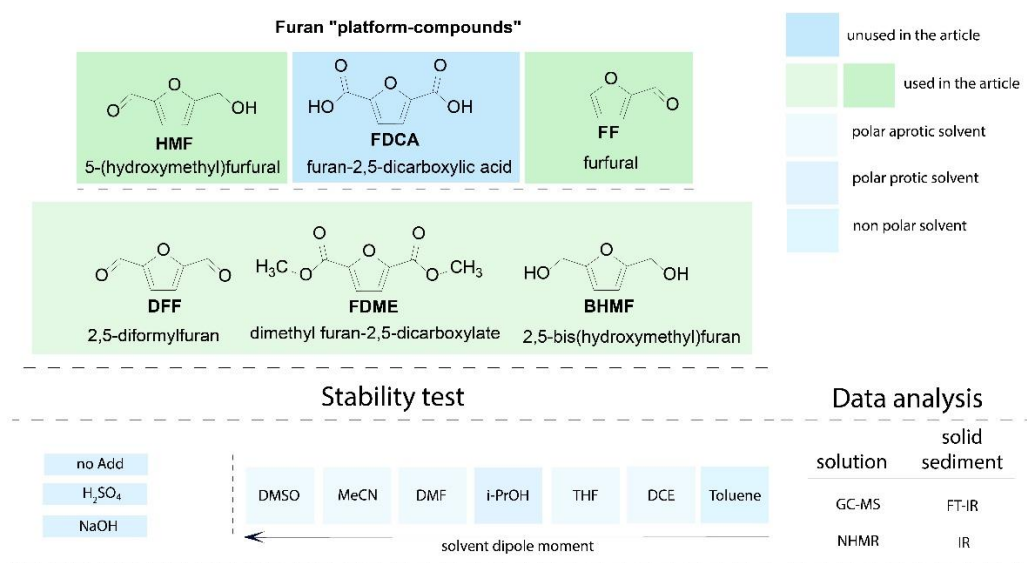 Furan "platform-compounds"
unused in the article
used in the article
polar aprotic solvent
polar protic solvent
non polar solvent
O O OH
HMF
5-(hydroxymethyl)furfural
O O O HO OH
FDCA
furan-2,5-dicarboxylic acid
O O
FF
furfural
O O O
DFF
2,5-diformylfuran
O O O H₃C O O CH₃
FDME
dimethyl furan-2,5-dicarboxylate
O HO OH
BHMF
2,5-bis(hydroxymethyl)furan
Stability test
Data analysis
no Add
H₂SO₄
NaOH
DMSO MeCN DMF i-PrOH THF DCE Toluene
solvent dipole moment
solution
solid
sediment
GC-MS FT-IR
NHMR IR